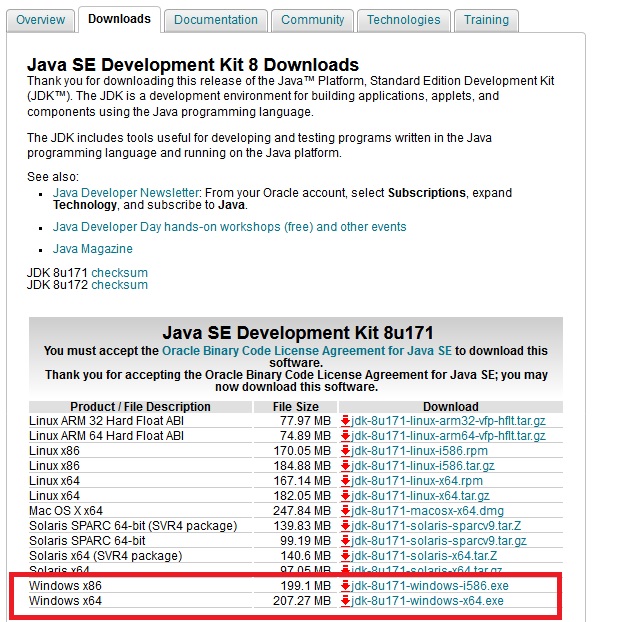 Overview Downloads Documentation Community Technologies Training
Java SE Development Kit 8 Downloads
Thank you for downloading this release of the Java™ Platform, Standard Edition Development Kit
(JDK™). The JDK is a development environment for building applications, applets, and
components using the Java programming language.
The JDK includes tools useful for developing and testing programs written in the Java
programming language and running on the Java platform.
See also:
Java Developer Newsletter: From your Oracle account, select Subscriptions, expand
Technology, and subscribe to Java.
Java Developer Day hands-on workshops (free) and other events
Java Magazine
JDK 8u171 checksum
JDK 8u172 checksum
Java SE Development Kit 8u171
You must accept the Oracle Binary Code License Agreement for Java SE to download this
software.
Thank you for accepting the Oracle Binary Code License Agreement for Java SE; you may
now download this software.
Product / File Description File Size Download
Linux ARM 32 Hard Float ABI 77.97 MB jdk-8u171-linux-arm32-vfp-hflt.tar.gz
Linux ARM 64 Hard Float ABI 74.89 MB jdk-8u171-linux-arm64-vfp-hflt.tar.gz
Linux x86 170.05 MB jdk-8u171-linux-i586.rpm
Linux x86 184.88 MB jdk-8u171-linux-i586.tar.gz
Linux x64 167.14 MB jdk-8u171-linux-x64.rpm
Linux x64 182.05 MB jdk-8u171-linux-x64.tar.gz
Mac OS X x64 247.84 MB jdk-8u171-macosx-x64.dmg
Solaris SPARC 64-bit (SVR4 package) 139.83 MB jdk-8u171-solaris-sparcv9.tar.Z
Solaris SPARC 64-bit 99.19 MB jdk-8u171-solaris-sparcv9.tar.gz
Solaris x64 (SVR4 package) 140.6 MB jdk-8u171-solaris-x64.tar.Z
Solaris x64 97.05 MB jdk-8u171-solaris-x64.tar.gz
Windows x86 199.1 MB jdk-8u171-windows-i586.exe
Windows x64 207.27 MB jdk-8u171-windows-x64.exe